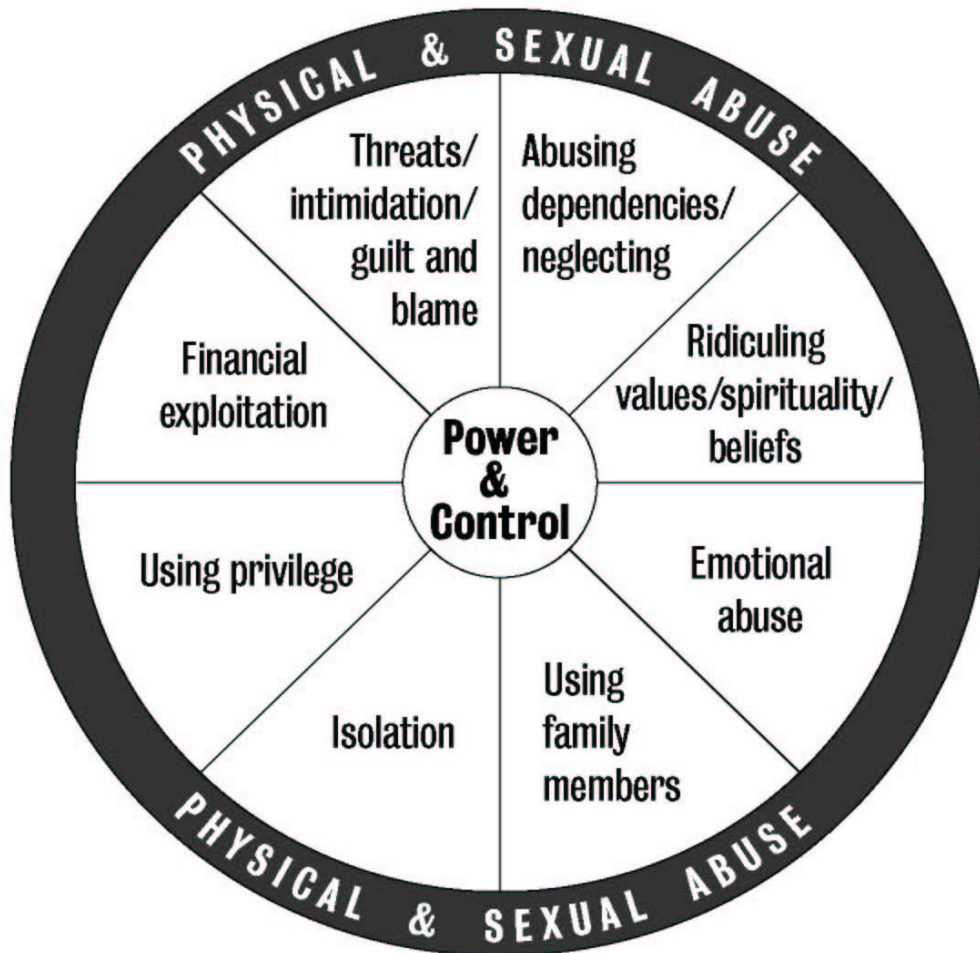 PHYSICAL & SEXUAL ABUSE
Threats/
intimidation/
guilt and
blame
Abusing
dependencies/
neglecting
Financial
exploitation
Ridiculing
values/spirituality/
beliefs
Power
&
Control
Using privilege
Emotional
abuse
Isolation
Using
family
members
PHYSICAL & SEXUAL ABUSE